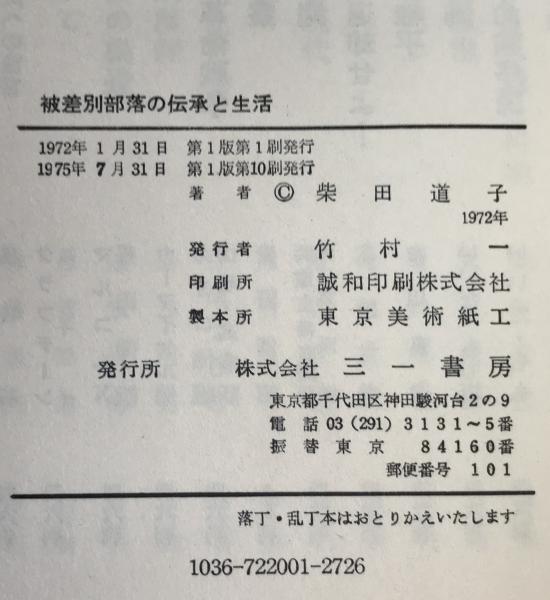 被差別部落の伝承と生活
1972年 1月31日 第1版第1刷発行
1975年 7月31日 第1版第10刷発行
著者 © 柴田道子
1972年
発行者 竹村一
印刷所 誠和印刷株式会社
製本所 東京美術紙工
発行所 株式会社 三一書房
東京都千代田区神田駿河台2の9
電話 03 (291) 3131～5番
振替東京 84160番
郵便番号 101
落丁・乱丁本はおとりかえいたします
1036-722001-2726